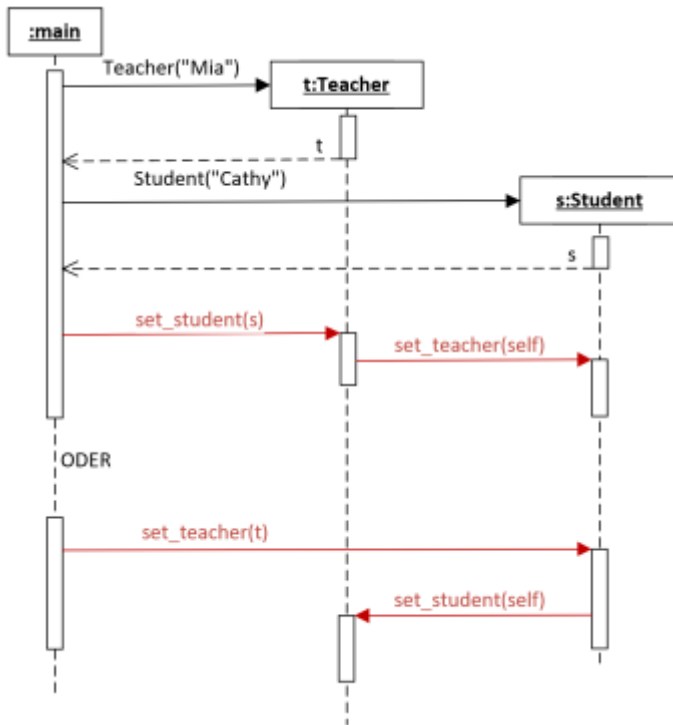 :main
Teacher("Mia")
t:Teacher
t
Student("Cathy")
s:Student
s
set_student(s)
set_teacher(self)
ODER
set_teacher(t)
set_student(self)